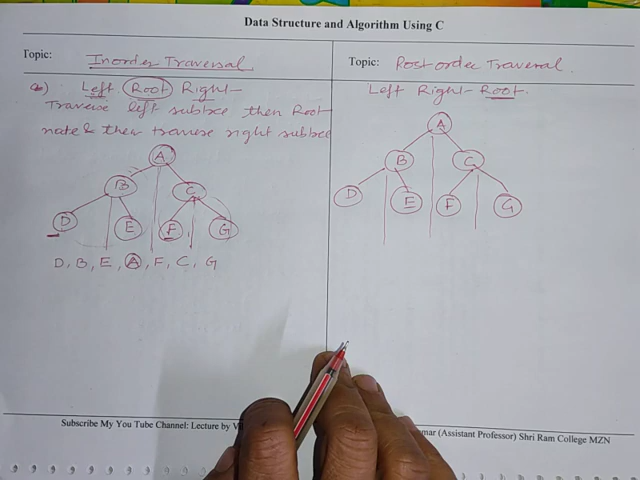 Data Structure and Algorithm Using C
Topic: Inorder Traversal
Left Root Right
Traverse left subtree then Root
node & then traverse right subtree
A
B C
D E F G
D, B, E, A, F, C, G
Topic: Post order Traversal.
Left Right Root.
A
B C
D E F G
Subscribe My You Tube Channel: Lecture by
(Assistant Professor) Shri Ram College MZN